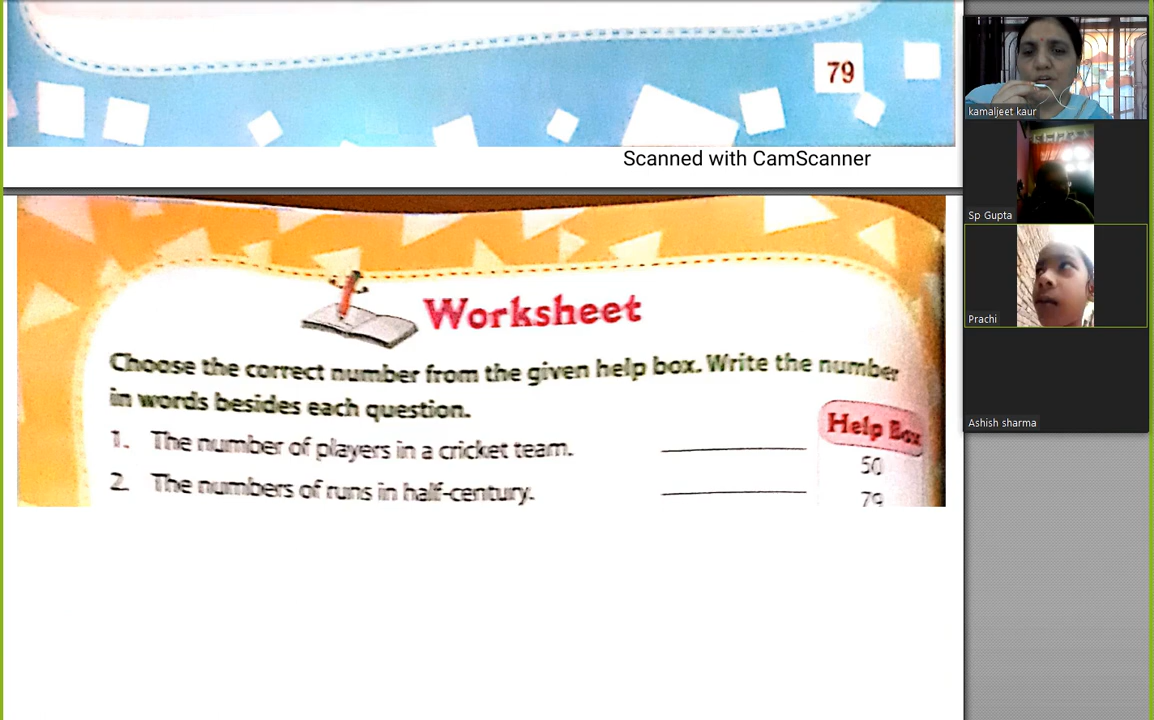 79
Scanned with CamScanner
Worksheet
Choose the correct number from the given help box. Write the number
in words besides each question.
Help Box
1. The number of players in a cricket team.
50
2. The numbers of runs in half-century.
79
kamaljeet kaur
Sp Gupta
Prachi
Ashish sharma